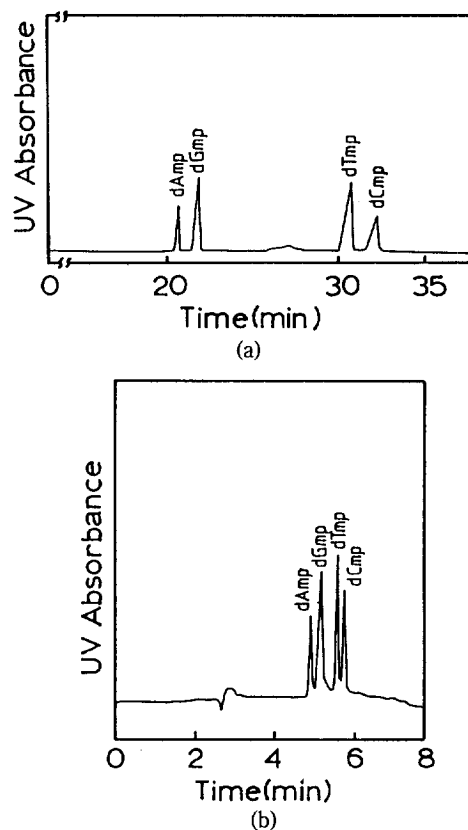 UV Absorbance
dAmp
dGmp
dTmp
dCmp
0 20 30 35
Time(min)
(a)
UV Absorbance
dAmp
dGmp
dTmp
dCmp
0 2 4 6 8
Time(min)
(b)